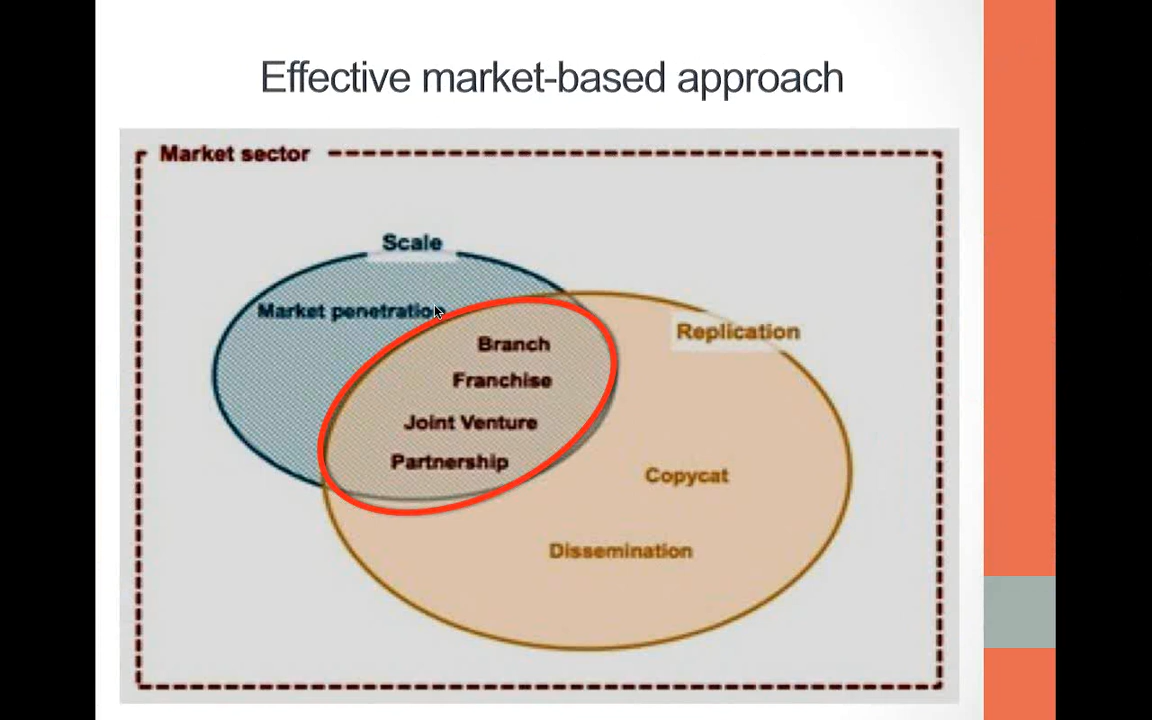 Effective market-based approach
Market sector
Scale
Market penetration
Replication
Branch
Franchise
Joint Venture
Partnership
Copycat
Dissemination